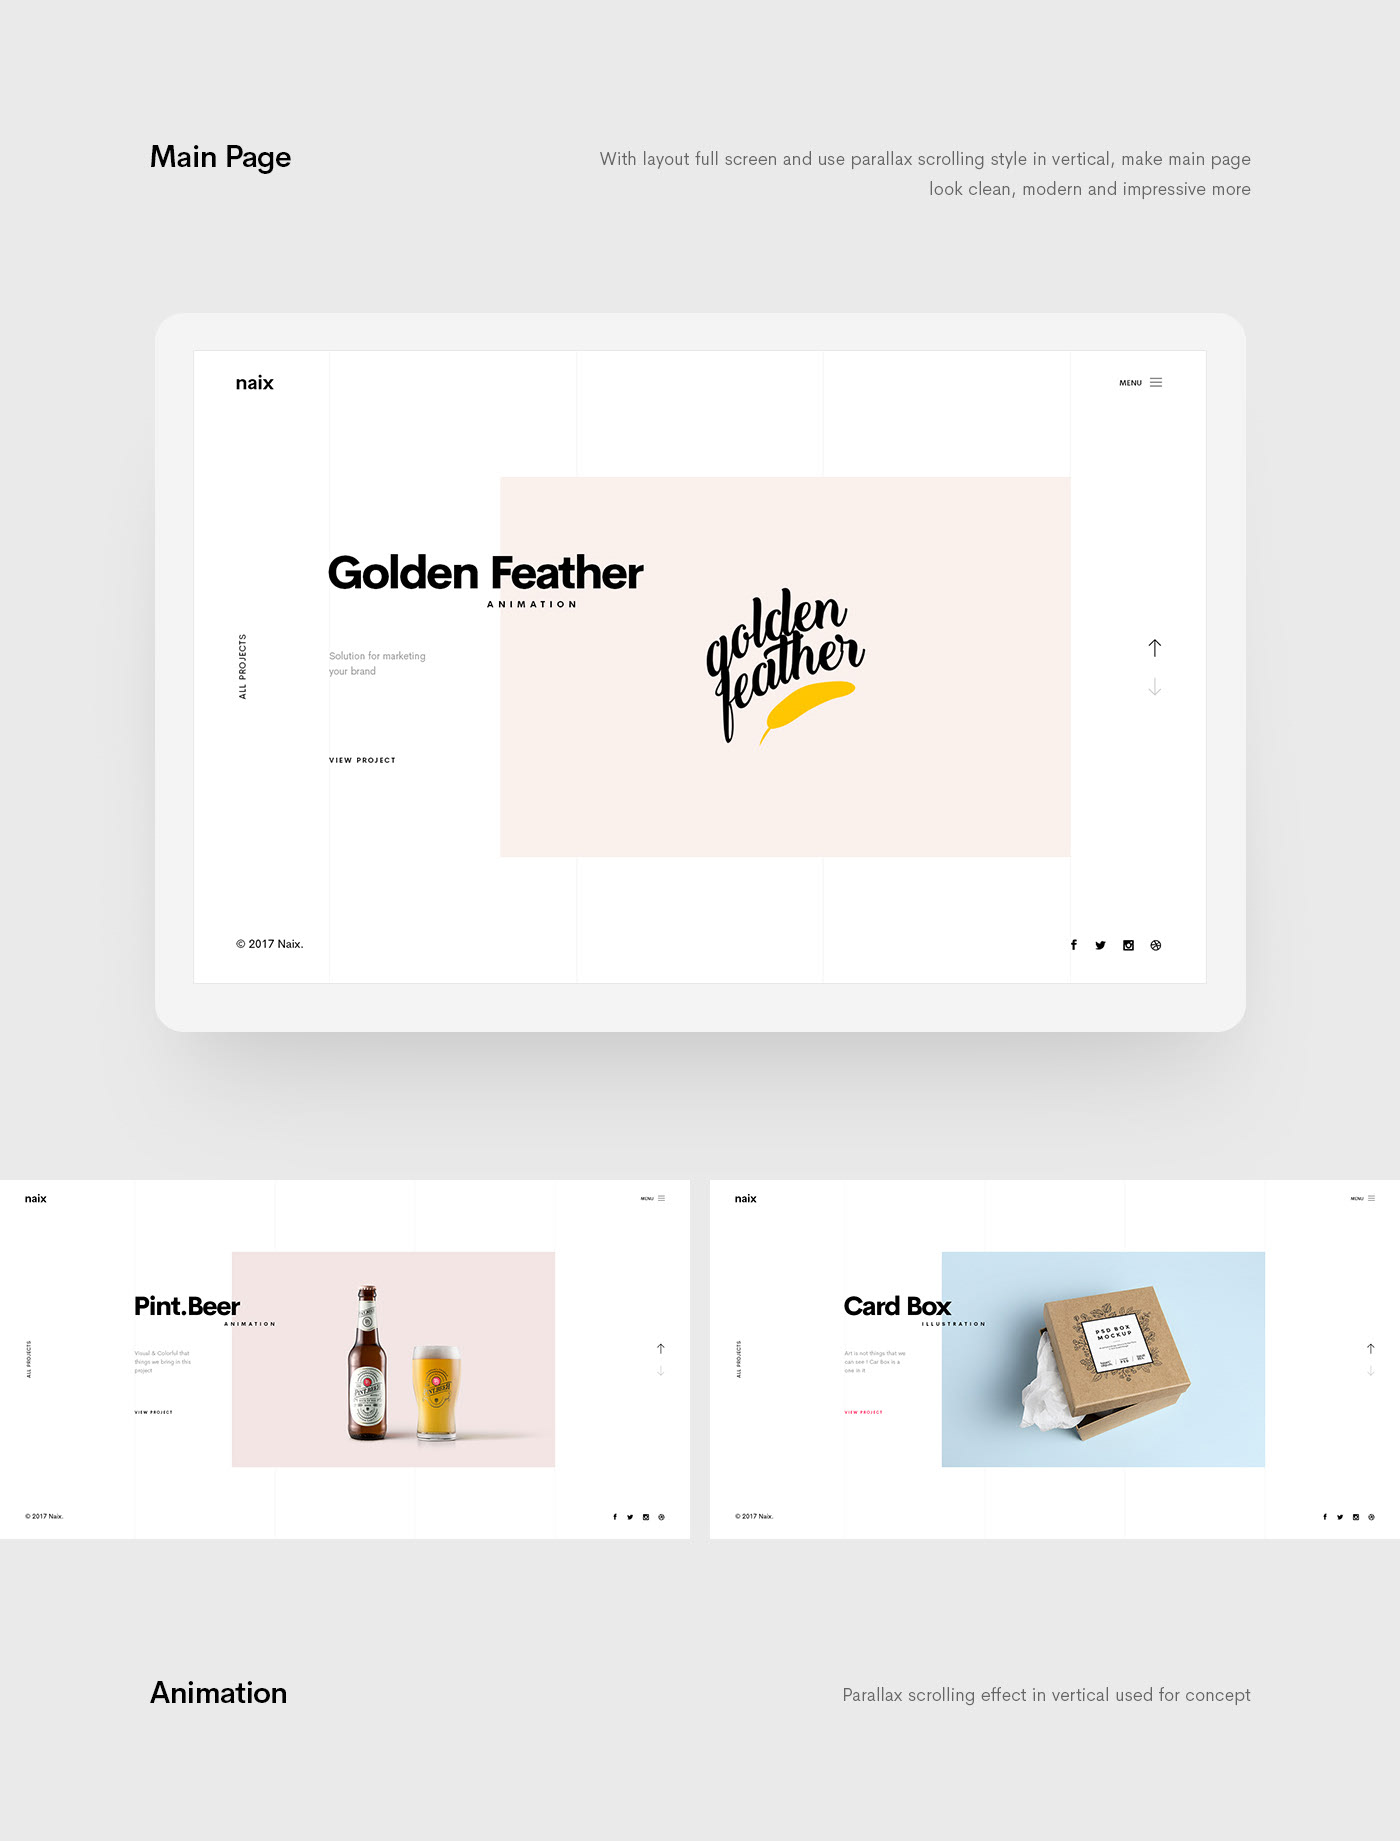 Main Page
With layout full screen and use parallax scrolling style in vertical, make main page
look clean, modern and impressive more
naix
MENU
Golden Feather
ANIMATION
golden
feather
Solution for marketing
your brand
ALL PROJECTS
VIEW PROJECT
© 2017 Naix.
naix
MENU
Pint.Beer
ANIMATION
Visual & Colorful that
things we bring in this
project
ALL PROJECTS
VIEW PROJECT
PINT.BEER
PINT.BEER
© 2017 Naix.
naix
MENU
Card Box
ILLUSTRATION
Art is not things that we
can see ! Car Box is a
one in it
ALL PROJECTS
VIEW PROJECT
PSD BOX
MOCKUP
© 2017 Naix.
Animation
Parallax scrolling effect in vertical used for concept